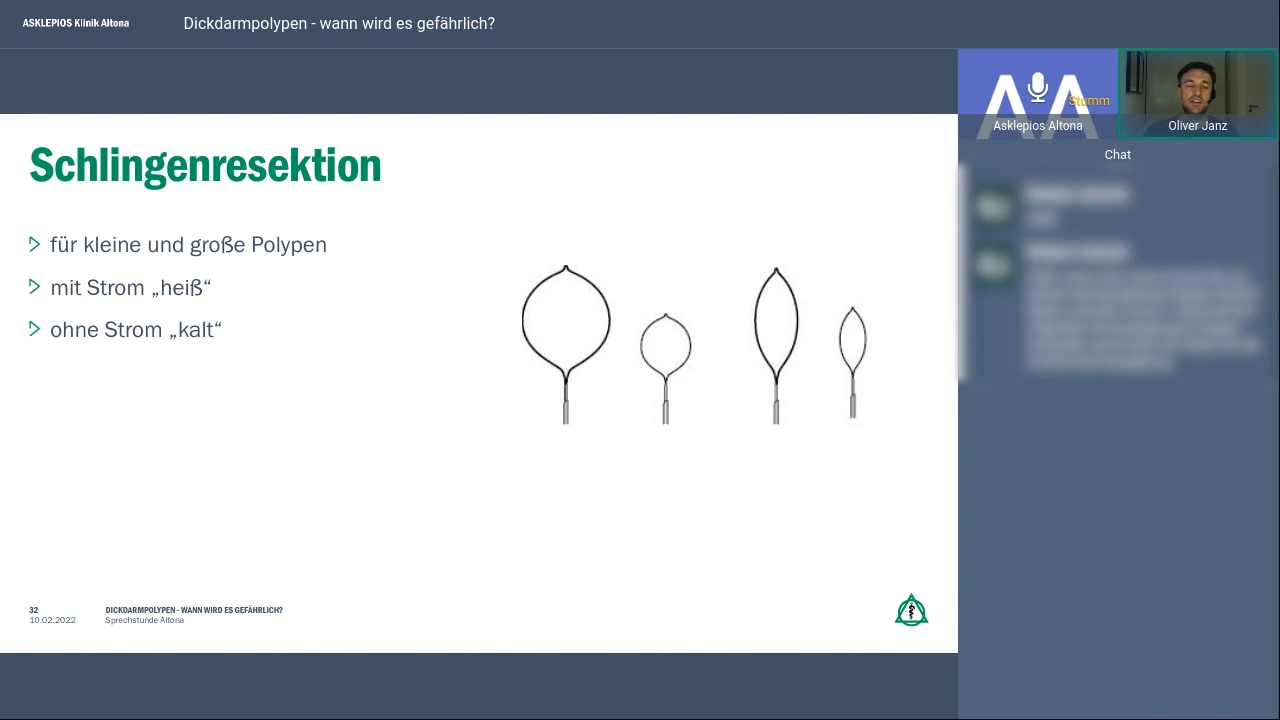 ASKLEPIOS Klinik Altona
Dickdarmpolypen - wann wird es gefährlich?
Schlingenresektion
für kleine und große Polypen
mit Strom „heiß“
ohne Strom „kalt“
32
DICKDARMPOLYPEN - WANN WIRD ES GEFÄHRLICH?
10.02.2022
Sprechstunde Altona
Stumm
Asklepios Altona
Oliver Janz
Chat